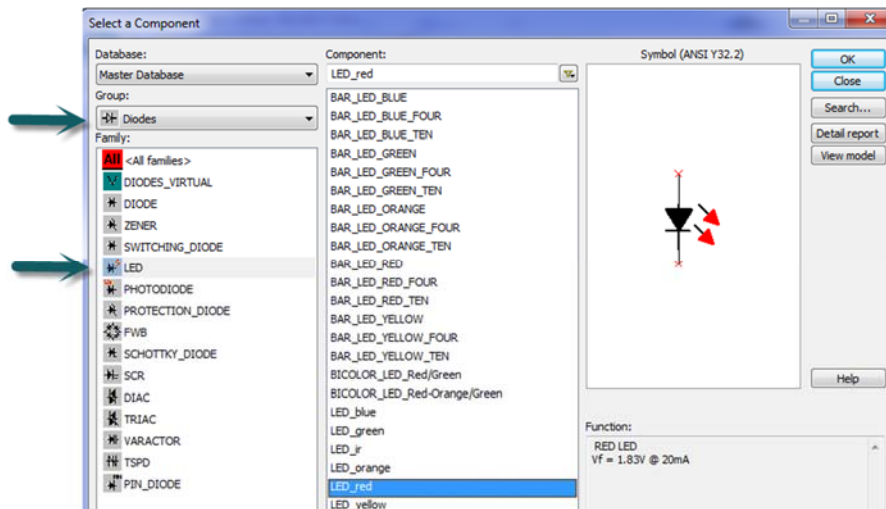 Select a Component
Database:
Master Database
Group:
Diodes
Family:
All <All families>
DIODES_VIRTUAL
DIODE
ZENER
SWITCHING_DIODE
LED
PHOTODIODE
PROTECTION_DIODE
FWB
SCHOTTKY_DIODE
SCR
DIAC
TRIAC
VARACTOR
TSPD
PIN_DIODE
Component:
LED_red
BAR_LED_BLUE
BAR_LED_BLUE_FOUR
BAR_LED_BLUE_TEN
BAR_LED_GREEN
BAR_LED_GREEN_FOUR
BAR_LED_GREEN_TEN
BAR_LED_ORANGE
BAR_LED_ORANGE_FOUR
BAR_LED_ORANGE_TEN
BAR_LED_RED
BAR_LED_RED_FOUR
BAR_LED_RED_TEN
BAR_LED_YELLOW
BAR_LED_YELLOW_FOUR
BAR_LED_YELLOW_TEN
BICOLOR_LED_Red/Green
BICOLOR_LED_Red-Orange/Green
LED_blue
LED_green
LED_ir
LED_orange
LED_red
LED_yellow
Symbol (ANSI Y32.2)
Function:
RED LED
Vf = 1.83V @ 20mA
OK
Close
Search...
Detail report
View model
Help